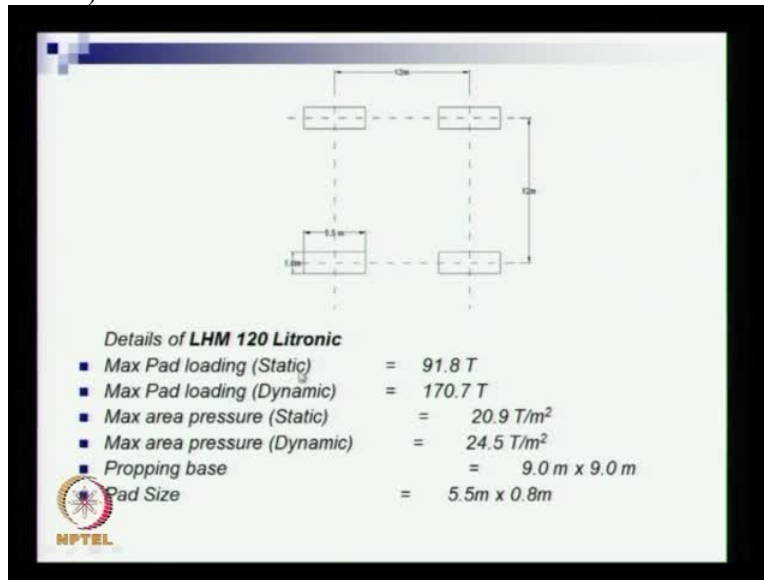 12m
12m
5.5 m
Details of LHM 120 Litronic
Max Pad loading (Static) = 91.8 T
Max Pad loading (Dynamic) = 170.7 T
Max area pressure (Static) = 20.9 T/m²
Max area pressure (Dynamic) = 24.5 T/m²
Propping base = 9.0 m x 9.0 m
Pad Size = 5.5m x 0.8m
NPTEL